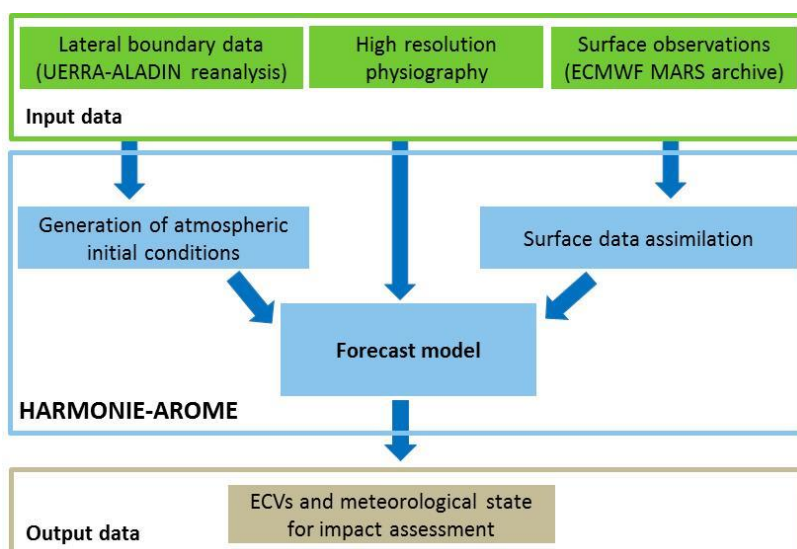 Lateral boundary data
(UERRA-ALADIN reanalysis)
High resolution
physiography
Surface observations
(ECMWF MARS archive)
Input data
Generation of atmospheric
initial conditions
Surface data assimilation
Forecast model
HARMONIE-AROME
ECVs and meteorological state
for impact assessment
Output data